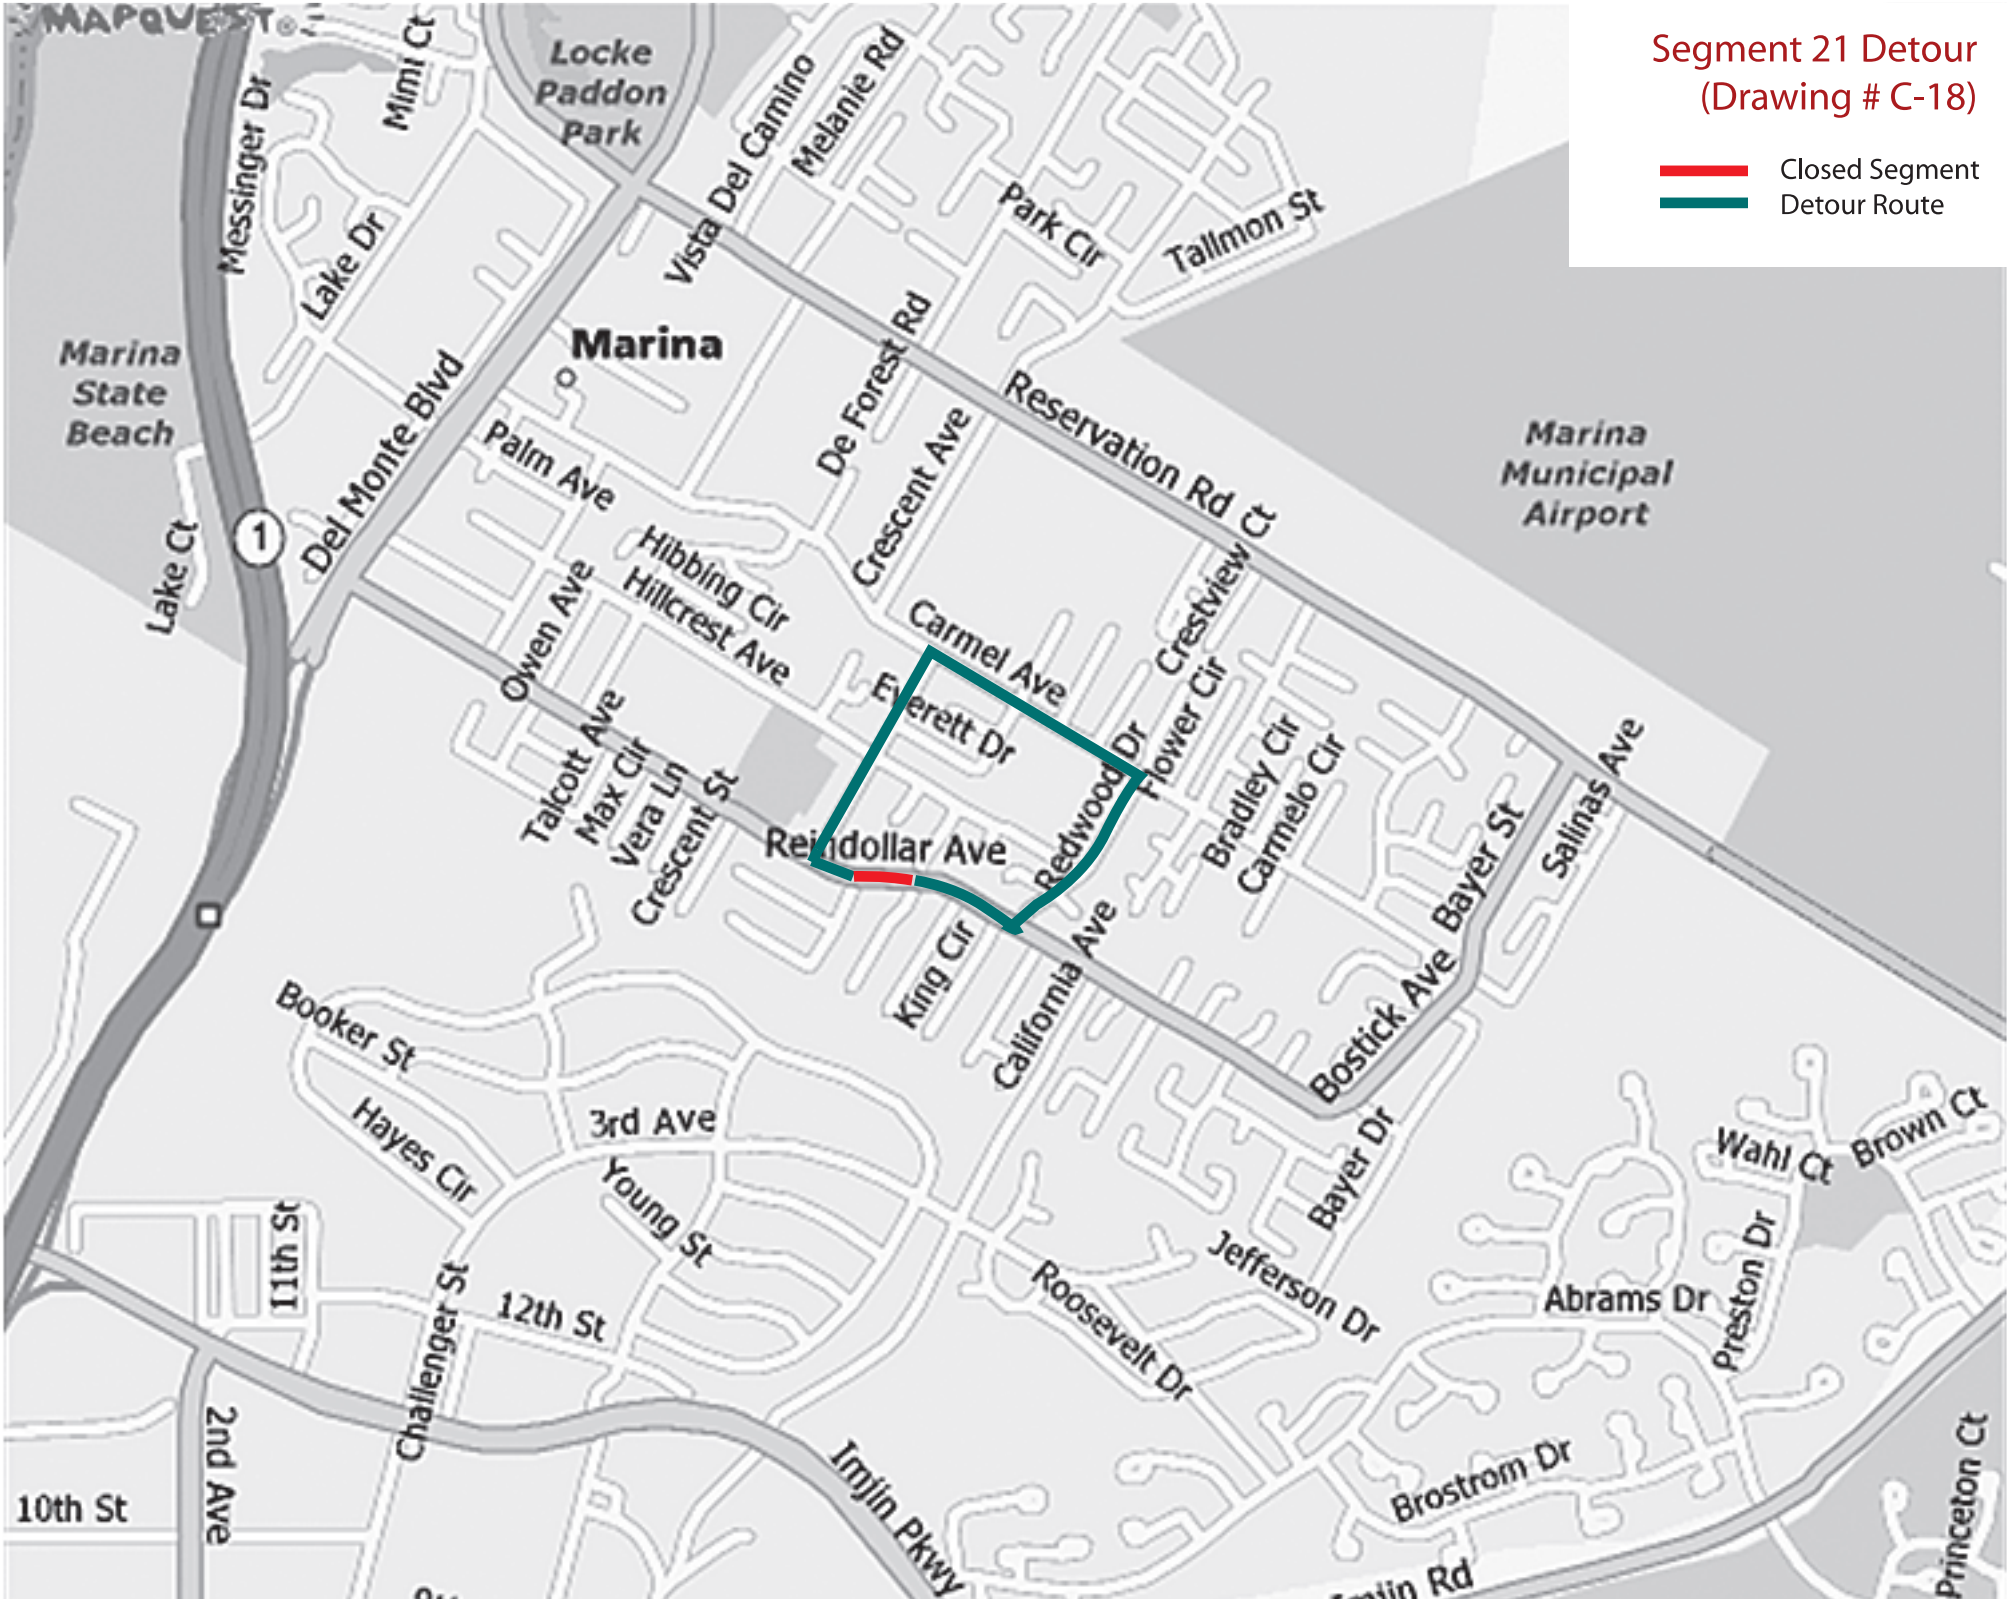 MAPQUEST
Segment 21 Detour
(Drawing # C-18)
Closed Segment
Detour Route
Locke
Paddon
Park
Mimi Ct
Messinger Dr
Vista Del Camino
Melanie Rd
Park Cir
Tallmon St
Lake Dr
Marina
Marina
State
Beach
Del Monte Blvd
De Forest Rd
Reservation Rd
Ct
Marina
Municipal
Airport
Palm Ave
Crescent Ave
1
Lake Ct
Hibbing Cir
Hillcrest Ave
Owen Ave
Carmel Ave
Crestview
Everett Dr
Flower Cir
Redwood Dr
Talcott Ave
Max Cir
Vera Ln
Crescent St
Reindollar Ave
Bradley Cir
Carmelo Cir
Bayer St
Salinas Ave
King Cir
California Ave
Bostick Ave
Booker St
Hayes Cir
3rd Ave
Young St
Bayer Dr
Wahl Ct
Brown Ct
11th St
12th St
Challenger St
Jefferson Dr
Roosevelt Dr
Abrams Dr
Preston Dr
2nd Ave
10th St
Imjin Pkwy
Brostrom Dr
Imjin Rd
Princeton Ct